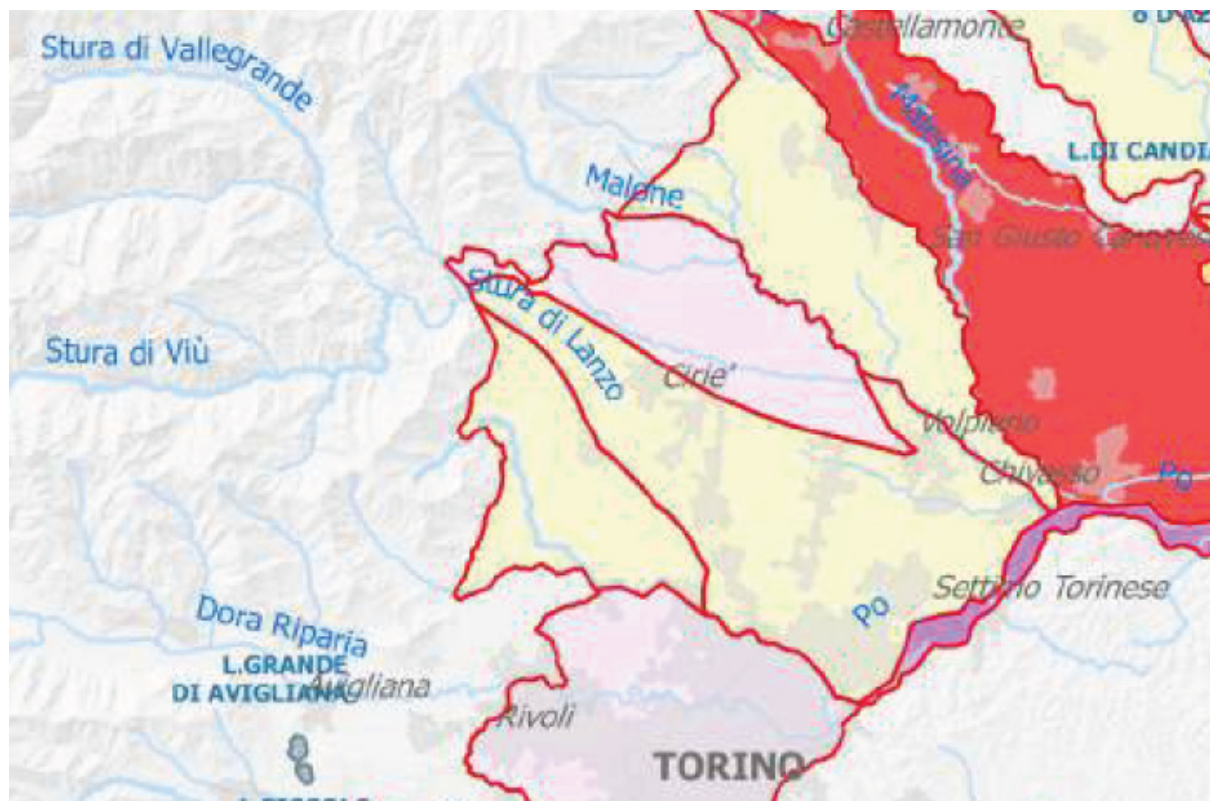 Castellamonte
Stura di Vallegrande
Malesina
L.DI CANDIA
Malone
San Giusto Canavese
Stura di Lanzo
Stura di Viù
Cirie'
Volpiano
Chivasso
Po
Settimo Torinese
Po
Dora Riparia
L.GRANDE
DI AVIGLIANA
Avigliana
Rivoli
TORINO